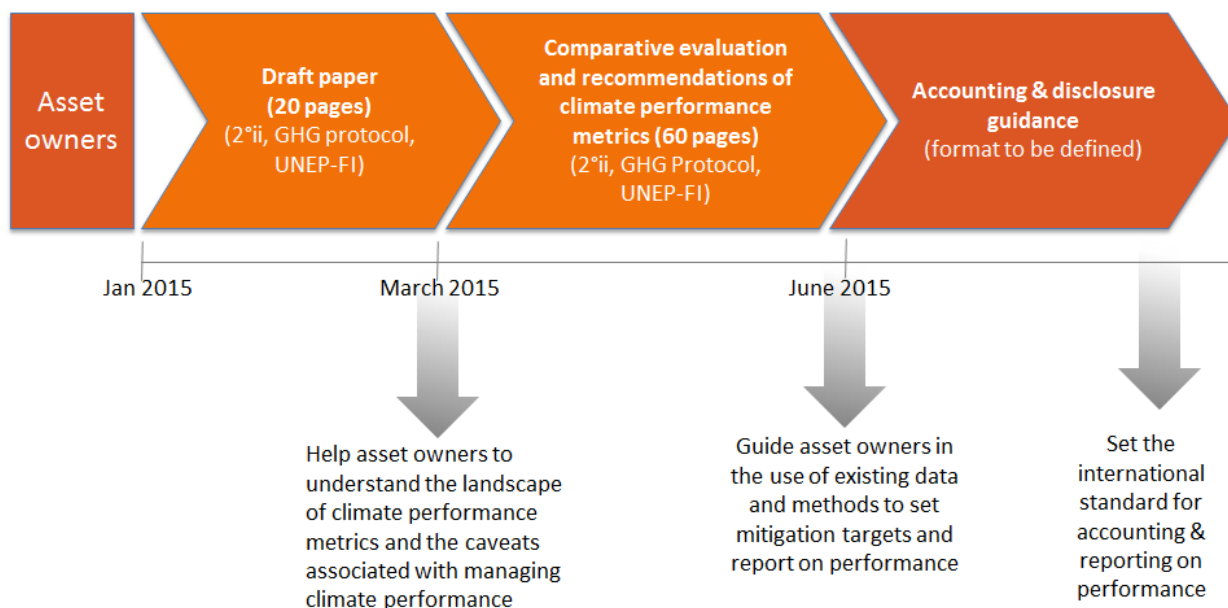 Asset
owners
Draft paper
(20 pages)
(2°ii, GHG protocol,
UNEP-FI)
Comparative evaluation
and recommendations of
climate performance
metrics (60 pages)
(2°ii, GHG Protocol,
UNEP-FI)
Accounting & disclosure
guidance
(format to be defined)
Jan 2015
March 2015
June 2015
Help asset owners to
understand the landscape
of climate performance
metrics and the caveats
associated with managing
climate performance
Guide asset owners in
the use of existing data
and methods to set
mitigation targets and
report on performance
Set the
international
standard for
accounting &
reporting on
performance